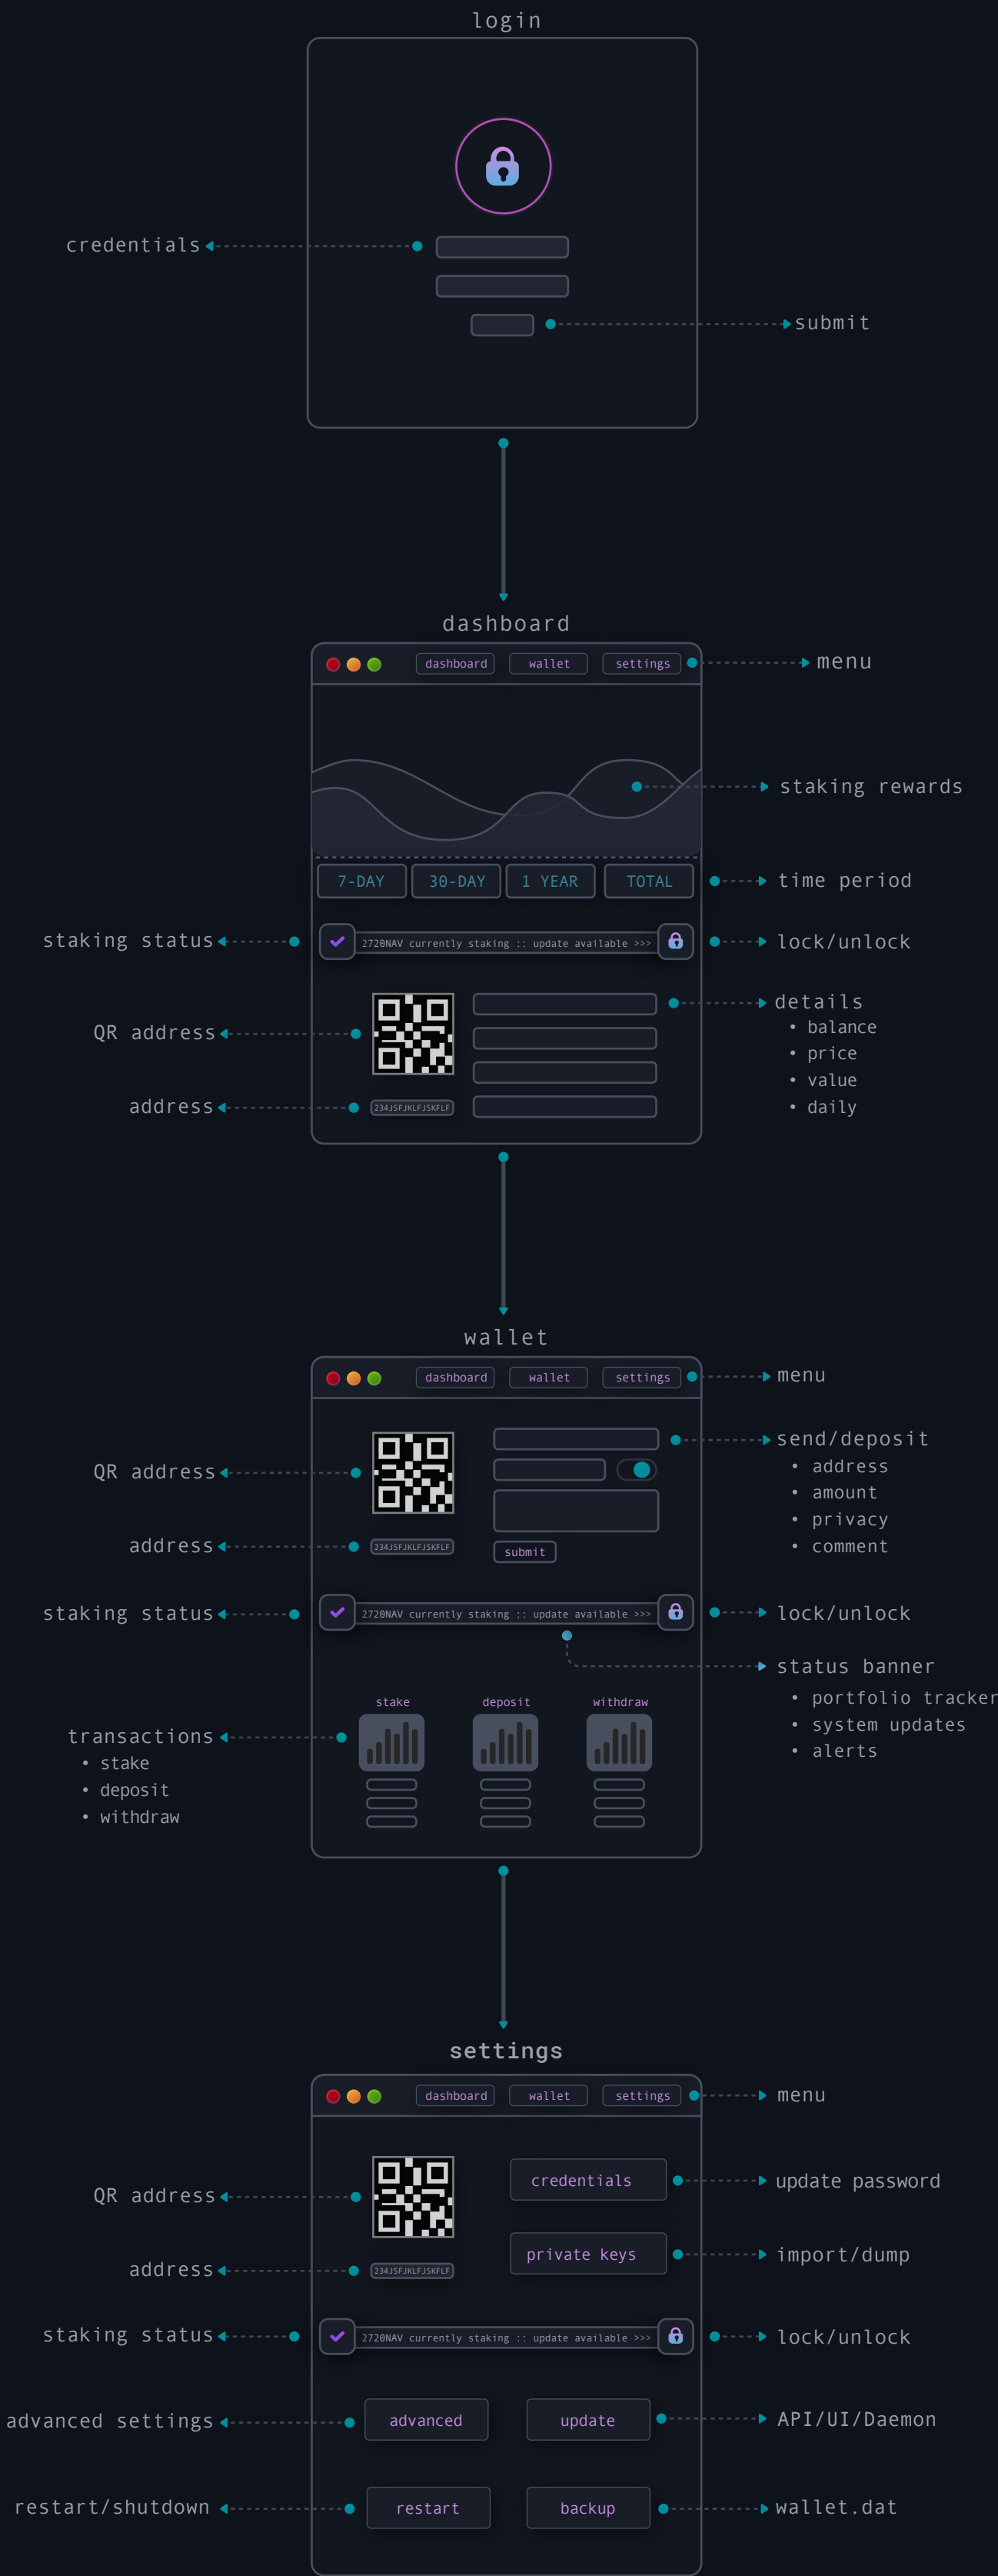 login
credentials
submit
dashboard
dashboard wallet settings
menu
staking rewards
7-DAY 30-DAY 1 YEAR TOTAL
time period
staking status
2720NAV currently staking :: update available >>>
lock/unlock
QR address
details
• balance
• price
• value
• daily
address
234JSFJKLFJSKFLF
wallet
dashboard wallet settings
menu
send/deposit
• address
• amount
• privacy
• comment
QR address
address
234JSFJKLFJSKFLF
submit
staking status
2720NAV currently staking :: update available >>>
lock/unlock
status banner
• portfolio tracker
• system updates
• alerts
stake deposit withdraw
transactions
• stake
• deposit
• withdraw
settings
dashboard wallet settings
menu
QR address
credentials
update password
private keys
import/dump
address
234JSFJKLFJSKFLF
staking status
2720NAV currently staking :: update available >>>
lock/unlock
advanced settings
advanced
update
API/UI/Daemon
restart/shutdown
restart
backup
wallet.dat